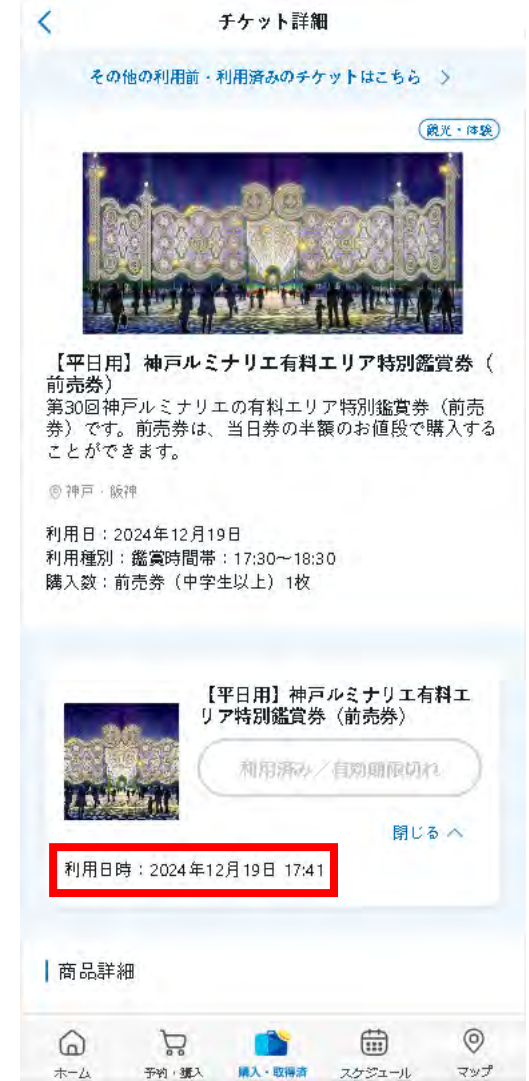 チケット詳細
その他の利用前・利用済みのチケットはこちら
観光・体験
【平日用】神戸ルミナリエ有料エリア特別鑑賞券（
前売券）
第30回神戸ルミナリエの有料エリア特別鑑賞券（前売
券）です。前売券は、当日券の半額のお値段で購入する
ことができます。
神戸・阪神
利用日：2024年12月19日
利用種別：鑑賞時間帯：17:30〜18:30
購入数：前売券（中学生以上）1枚
【平日用】神戸ルミナリエ有料エ
リア特別鑑賞券（前売券）
利用済み／有効期限切れ
閉じる
利用日時：2024年12月19日 17:41
商品詳細
ホーム
予約・購入
購入・取得済
スケジュール
マップ